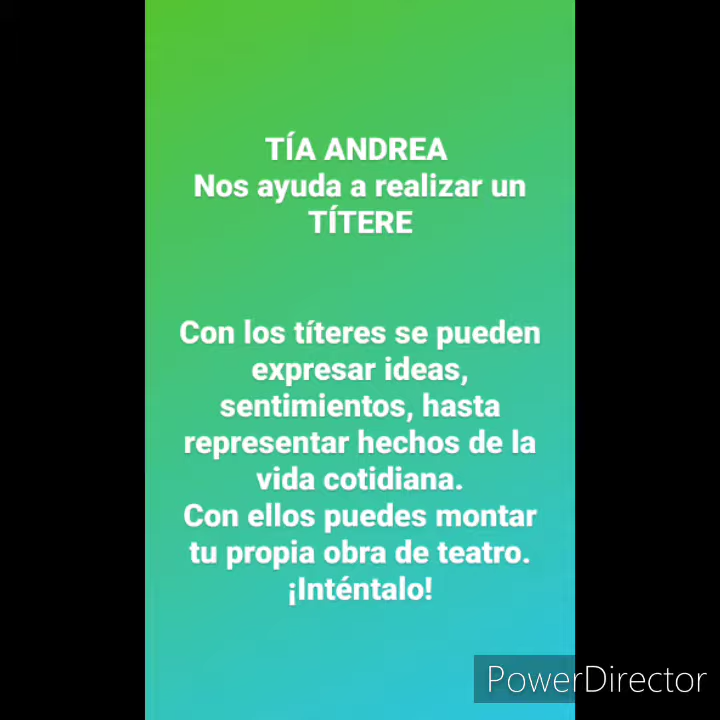 TÍA ANDREA
Nos ayuda a realizar un
TÍTERE
Con los títeres se pueden
expresar ideas,
sentimientos, hasta
representar hechos de la
vida cotidiana.
Con ellos puedes montar
tu propia obra de teatro.
¡Inténtalo!
PowerDirector